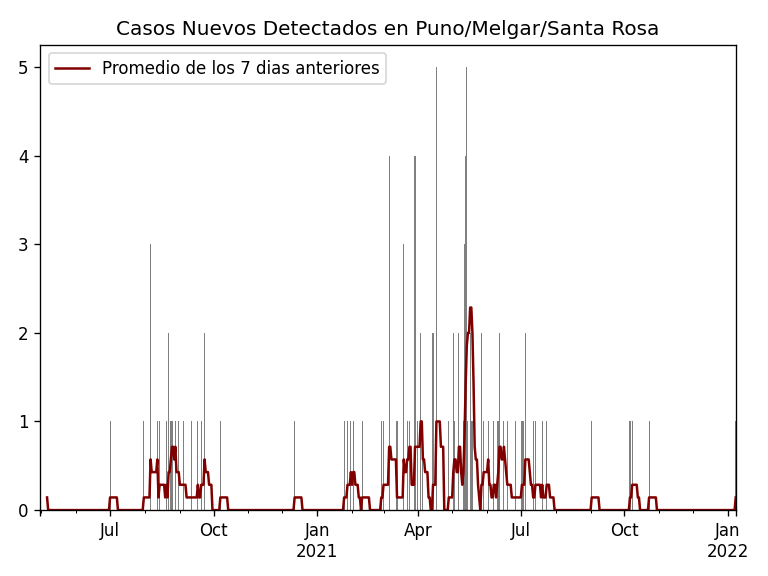 Casos Nuevos Detectados en Puno/Melgar/Santa Rosa
Promedio de los 7 dias anteriores
5
4
3
2
1
0
Jul Oct Jan Apr Jul Oct Jan
2021 2022